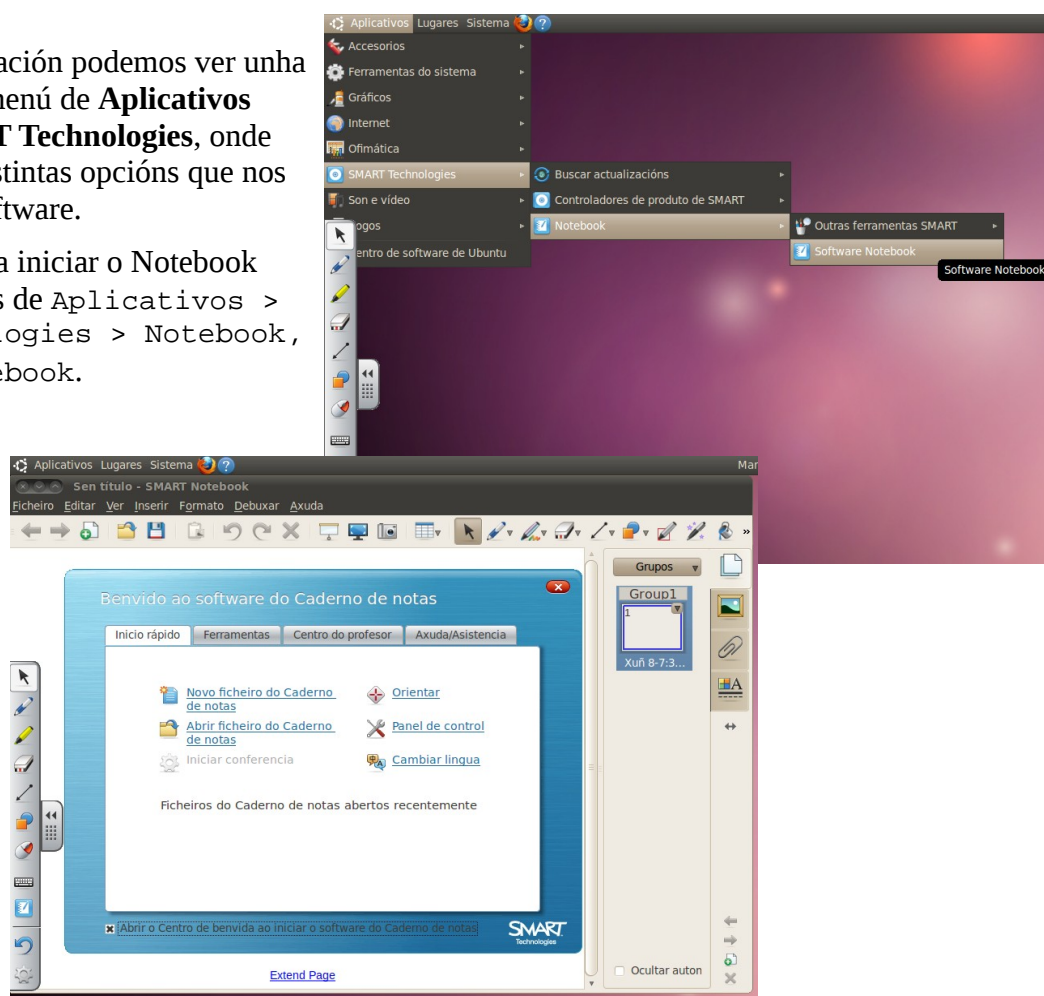 ación podemos ver unha
nenú de Aplicativos
T Technologies, onde
stintas opcións que nos
ftware.
a iniciar o Notebook
s de Aplicativos >
logies > Notebook,
ebook.
Aplicativos Lugares Sistema
Accesorios
Ferramentas do sistema
Gráficos
Internet
Ofimática
SMART Technologies
Son e vídeo
ogos
entro de software de Ubuntu
Buscar actualizacións
Controladores de produto de SMART
Notebook
Outras ferramentas SMART
Software Notebook
Software Notebook
Aplicativos Lugares Sistema
Mar
Sen título - SMART Notebook
Ficheiro Editar Ver Inserir Formato Debuxar Axuda
Benvido ao software do Caderno de notas
Inicio rápido Ferramentas Centro do profesor Axuda/Asistencia
Novo ficheiro do Caderno
de notas
Orientar
Abrir ficheiro do Caderno
de notas
Panel de control
Iniciar conferencia
Cambiar lingua
Ficheiros do Caderno de notas abertos recentemente
Abrir o Centro de benvida ao iniciar o software do Caderno de notas
SMART
Technologies
Extend Page
Grupos
Group1
1
Xuñ 8-7:3...
Ocultar auton